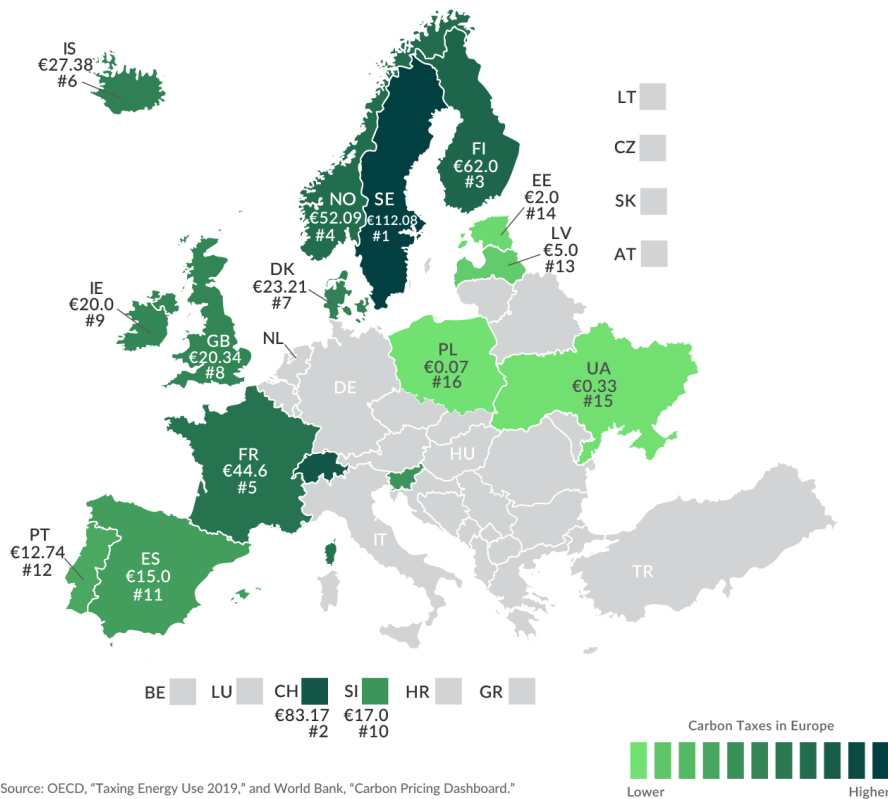 IS
€27.38
#6
LT
CZ
SK
AT
FI
€62.0
#3
NO
€52.09
#4
SE
€112.08
#1
EE
€2.0
#14
LV
€5.0
#13
DK
€23.21
#7
IE
€20.0
#9
GB
€20.34
#8
NL
DE
PL
€0.07
#16
UA
€0.33
#15
FR
€44.6
#5
HU
IT
TR
PT
€12.74
#12
ES
€15.0
#11
BE
LU
CH
€83.17
#2
SI
€17.0
#10
HR
GR
Carbon Taxes in Europe
Lower
Higher
Source: OECD, “Taxing Energy Use 2019,” and World Bank, “Carbon Pricing Dashboard.”